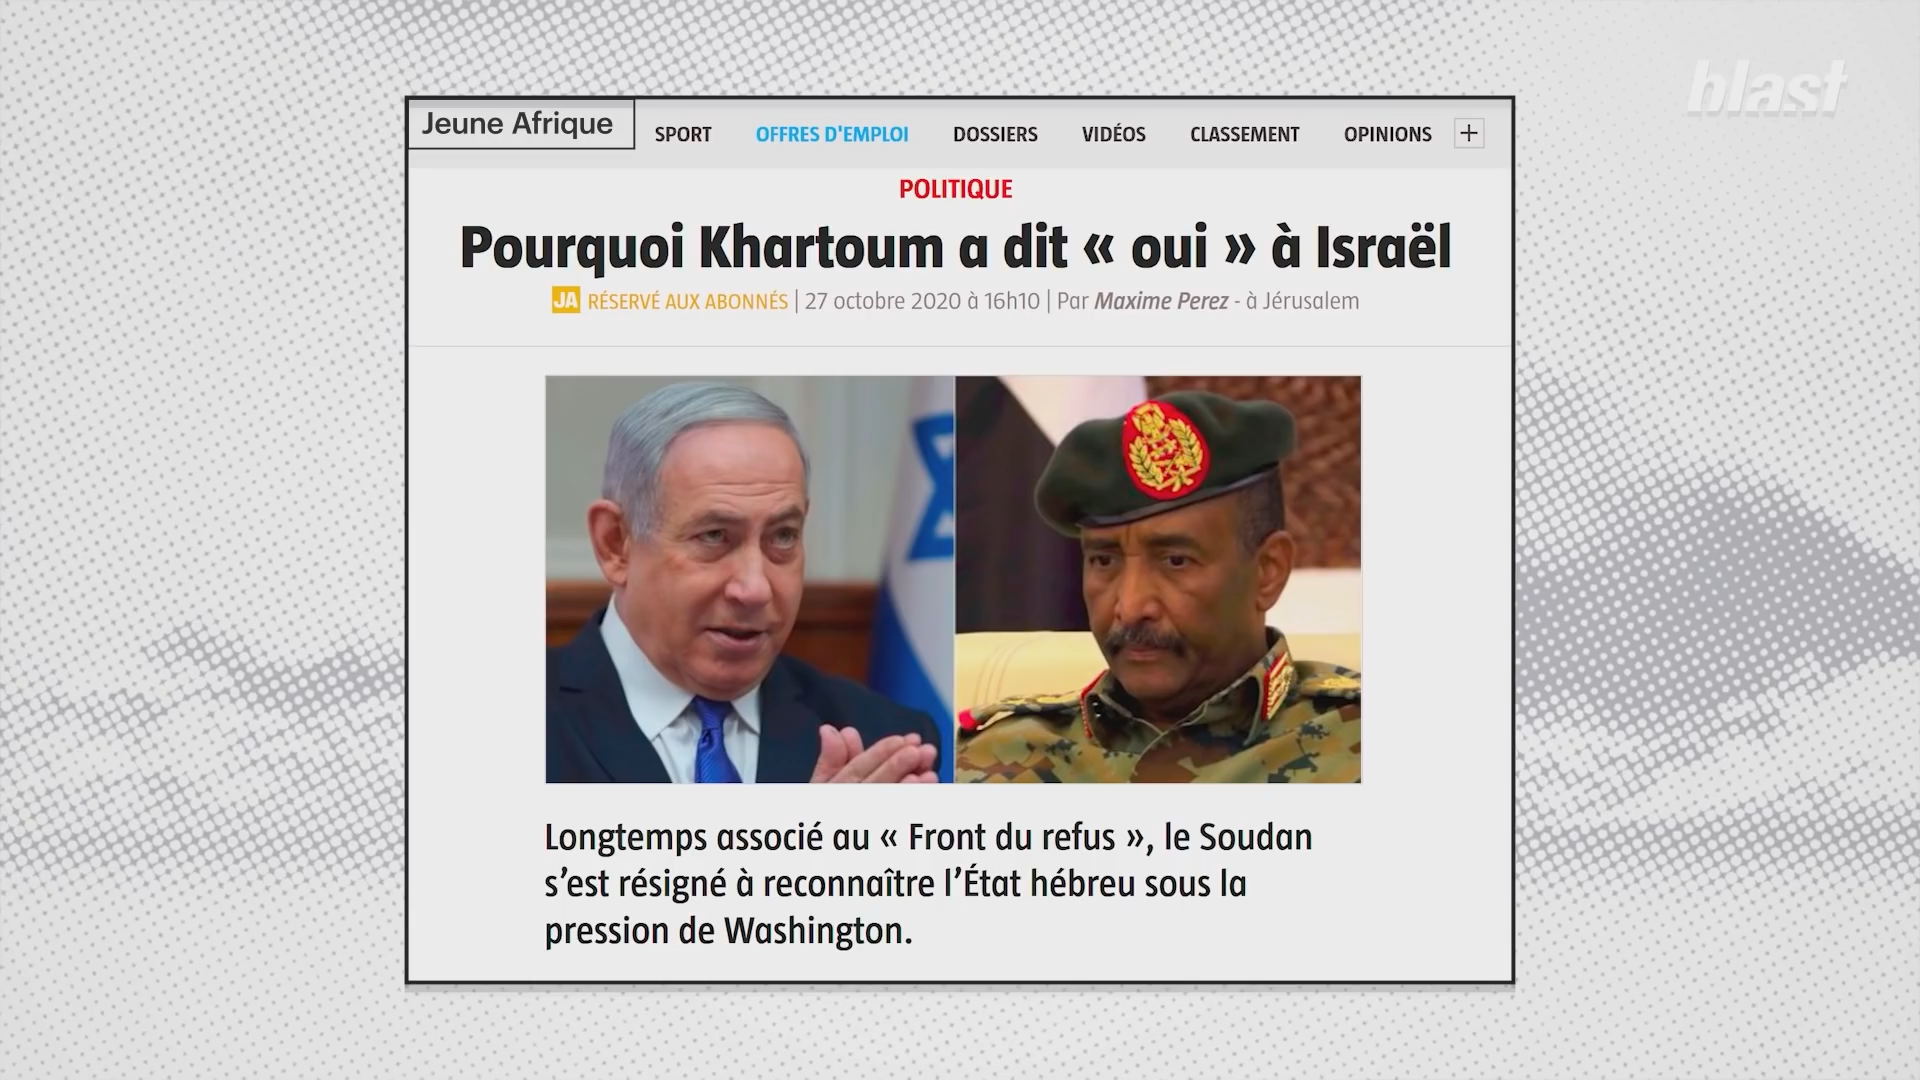 blast
Jeune Afrique
SPORT OFFRES D'EMPLOI DOSSIERS VIDÉOS CLASSEMENT OPINIONS +
POLITIQUE
Pourquoi Khartoum a dit « oui » à Israël
JA RÉSERVÉ AUX ABONNÉS | 27 octobre 2020 à 16h10 | Par Maxime Perez - à Jérusalem
Longtemps associé au « Front du refus », le Soudan
s'est résigné à reconnaître l'État hébreu sous la
pression de Washington.